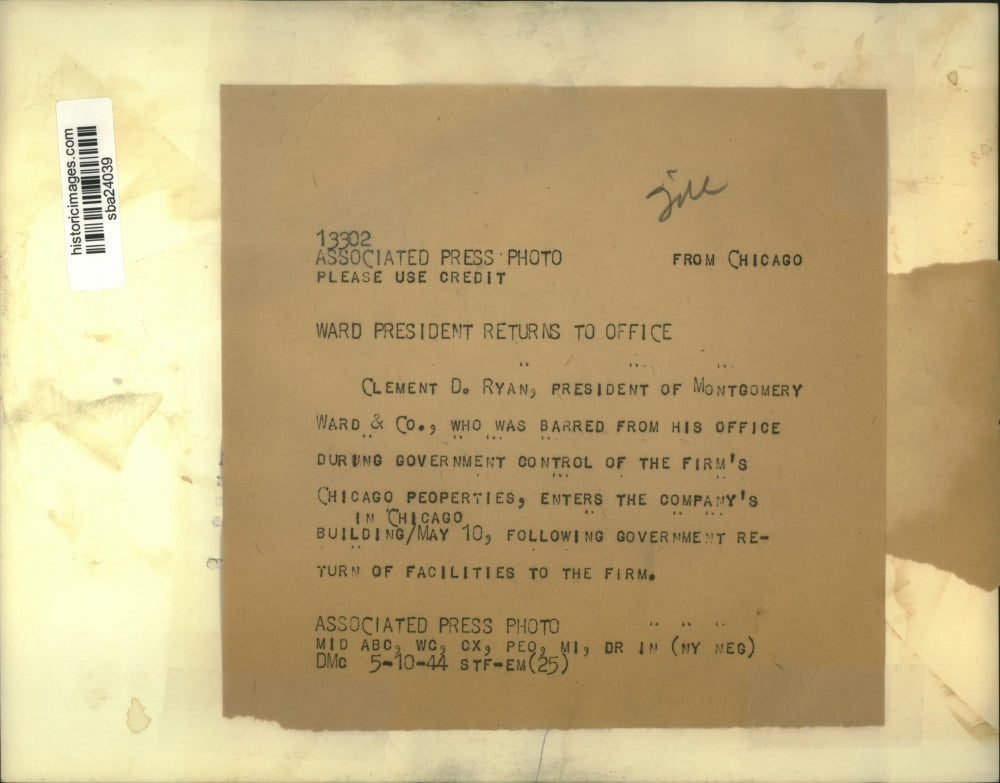 historicimages.com
sba24039
13302
ASSOCIATED PRESS PHOTO FROM CHICAGO
PLEASE USE CREDIT
WARD PRESIDENT RETURNS TO OFFICE
CLEMENT D. RYAN, PRESIDENT OF MONTGOMERY
WARD & CO., WHO WAS BARRED FROM HIS OFFICE
DURING GOVERNMENT CONTROL OF THE FIRM'S
CHICAGO PEOPERTIES, ENTERS THE COMPANY'S
IN CHICAGO
BUILDING/MAY 10, FOLLOWING GOVERNMENT RE-
TURN OF FACILITIES TO THE FIRM.
ASSOCIATED PRESS PHOTO
MID ABC, WC, CX, PEO, MI, DR IN (NY NEG)
DMC 5-10-44 STF-EM(25)